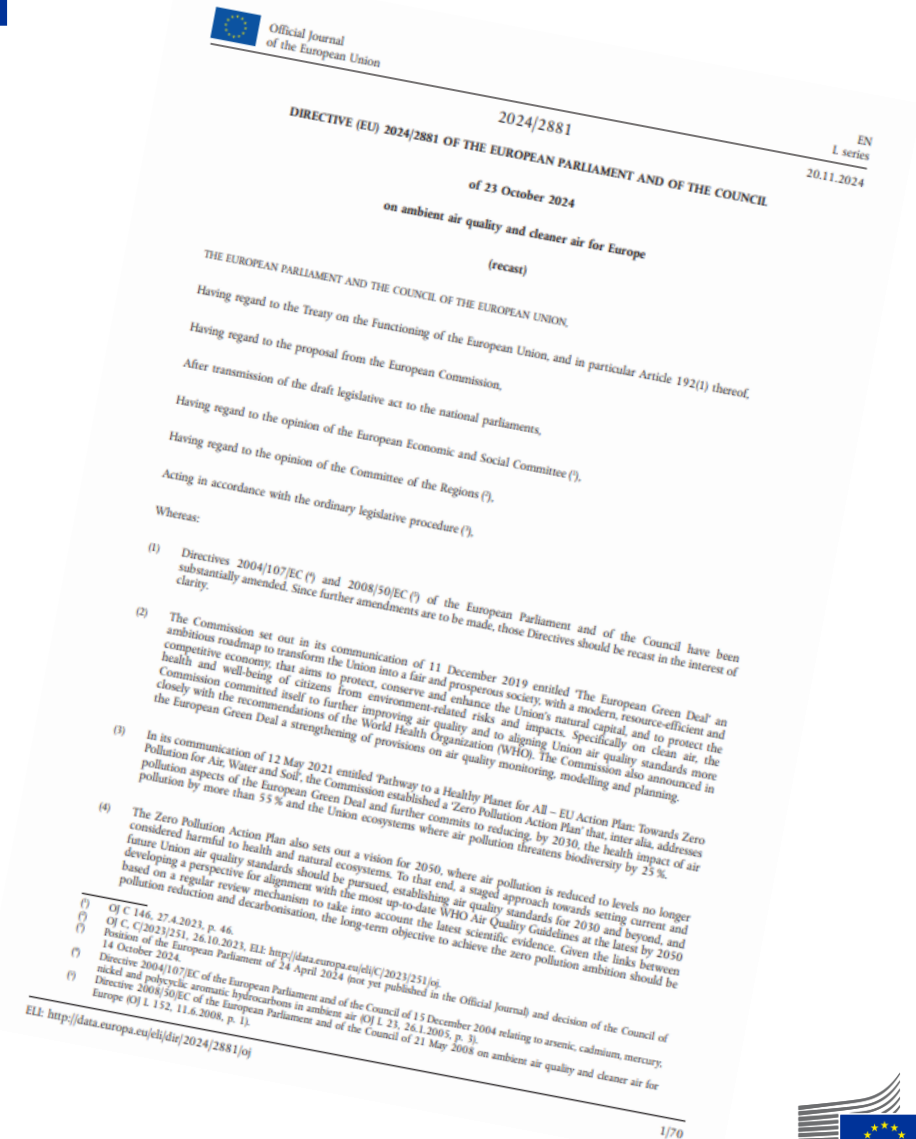 Official Journal
of the European Union
2024/2881
EN
L series
20.11.2024
DIRECTIVE (EU) 2024/2881 OF THE EUROPEAN PARLIAMENT AND OF THE COUNCIL
of 23 October 2024
on ambient air quality and cleaner air for Europe
(recast)
THE EUROPEAN PARLIAMENT AND THE COUNCIL OF THE EUROPEAN UNION,
Having regard to the Treaty on the Functioning of the European Union, and in particular Article 192(1) thereof,
Having regard to the proposal from the European Commission,
After transmission of the draft legislative act to the national parliaments,
Having regard to the opinion of the European Economic and Social Committee (¹),
Having regard to the opinion of the Committee of the Regions (²),
Acting in accordance with the ordinary legislative procedure (³),
Whereas:
(1) Directives 2004/107/EC (⁴) and 2008/50/EC (⁵) of the European Parliament and of the Council have been
substantially amended. Since further amendments are to be made, those Directives should be recast in the interest of
clarity.
(2) The Commission set out in its communication of 11 December 2019 entitled 'The European Green Deal' an
ambitious roadmap to transform the Union into a fair and prosperous society, with a modern, resource-efficient and
competitive economy, that aims to protect, conserve and enhance the Union's natural capital, and to protect the
health and well-being of citizens from environment-related risks and impacts. Specifically on clean air, the
Commission committed itself to further improving air quality and to aligning Union air quality standards more
closely with the recommendations of the World Health Organization (WHO). The Commission also announced in
the European Green Deal a strengthening of provisions on air quality monitoring, modelling and planning.
(3) In its communication of 12 May 2021 entitled 'Pathway to a Healthy Planet for All – EU Action Plan: Towards Zero
Pollution for Air, Water and Soil', the Commission established a 'Zero Pollution Action Plan' that, inter alia, addresses
pollution aspects of the European Green Deal and further commits to reducing, by 2030, the health impact of air
pollution by more than 55 % and the Union ecosystems where air pollution threatens biodiversity by 25 %.
(4) The Zero Pollution Action Plan also sets out a vision for 2050, where air pollution is reduced to levels no longer
considered harmful to health and natural ecosystems. To that end, a staged approach towards setting current and
future Union air quality standards should be pursued, establishing air quality standards for 2030 and beyond, and
developing a perspective for alignment with the most up-to-date WHO Air Quality Guidelines at the latest by 2050
based on a regular review mechanism to take into account the latest scientific evidence. Given the links between
pollution reduction and decarbonisation, the long-term objective to achieve the zero pollution ambition should be
(¹) OJ C 146, 27.4.2023, p. 46.
(²) OJ C, C/2023/251, 26.10.2023, ELI: http://data.europa.eu/eli/C/2023/251/oj.
(³) Position of the European Parliament of 24 April 2024 (not yet published in the Official Journal) and decision of the Council of
14 October 2024.
(⁴) Directive 2004/107/EC of the European Parliament and of the Council of 15 December 2004 relating to arsenic, cadmium, mercury,
nickel and polycyclic aromatic hydrocarbons in ambient air (OJ L 23, 26.1.2005, p. 3).
(⁵) Directive 2008/50/EC of the European Parliament and of the Council of 21 May 2008 on ambient air quality and cleaner air for
Europe (OJ L 152, 11.6.2008, p. 1).
ELI: http://data.europa.eu/eli/dir/2024/2881/oj
1/70